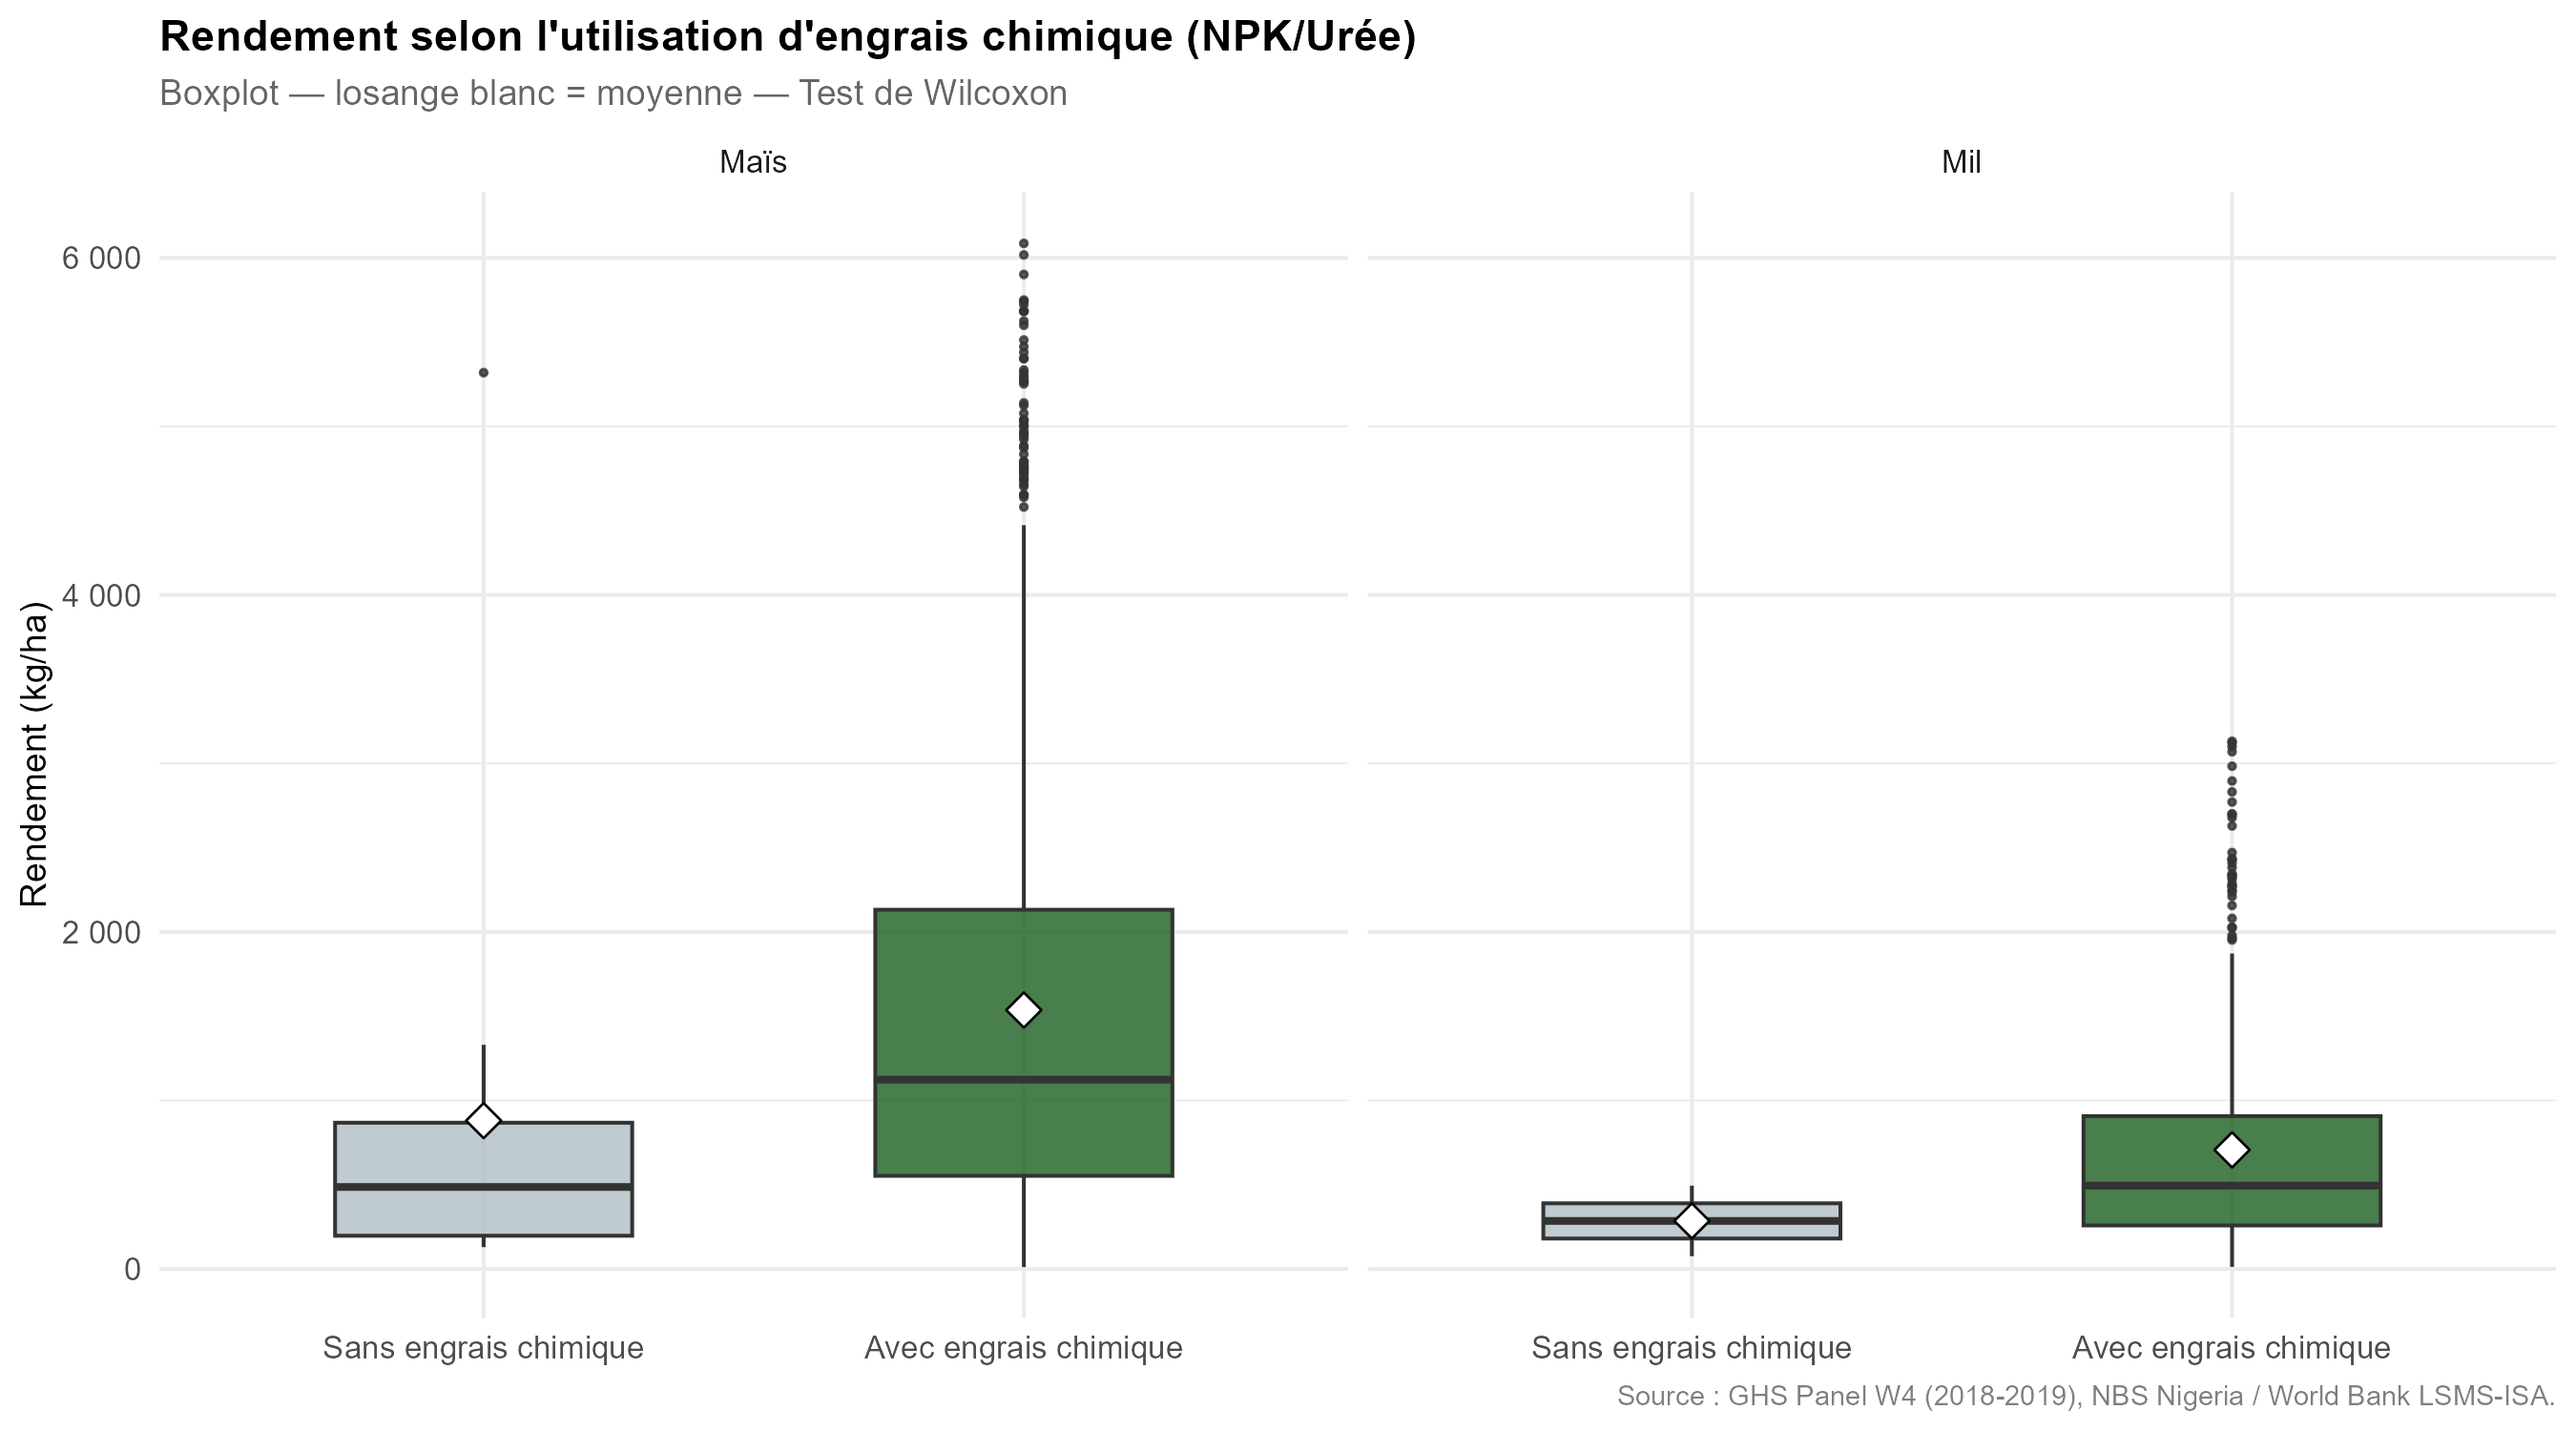 Rendement selon l'utilisation d'engrais chimique (NPK/Urée)
Boxplot — losange blanc = moyenne — Test de Wilcoxon
Maïs
Mil
Rendement (kg/ha)
6 000
4 000
2 000
0
Sans engrais chimique
Avec engrais chimique
Sans engrais chimique
Avec engrais chimique
Source : GHS Panel W4 (2018-2019), NBS Nigeria / World Bank LSMS-ISA.